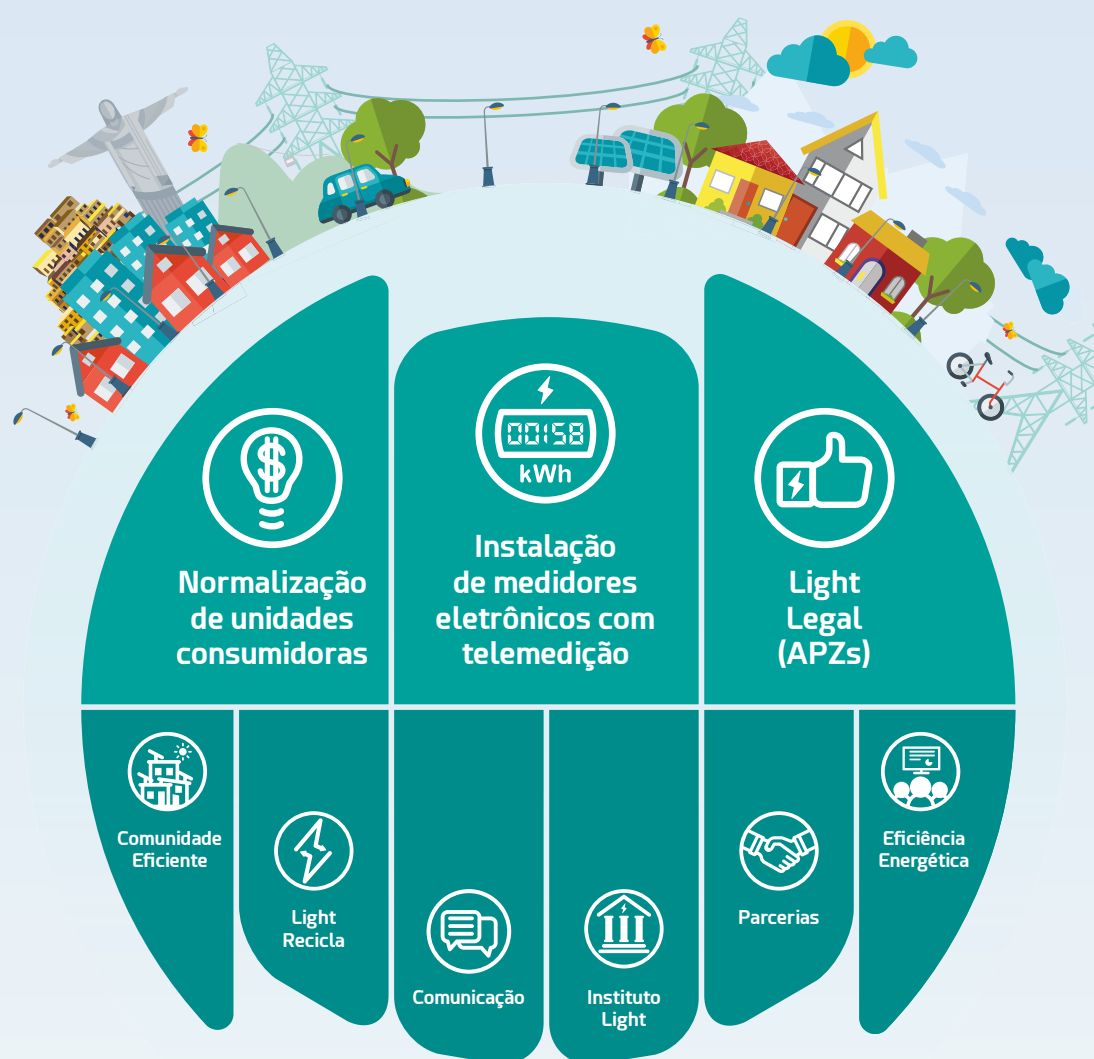 00158
kWh
Normalização
de unidades
consumidoras
Instalação
de medidores
eletrônicos com
telemedição
Light
Legal
(APZs)
Comunidade
Eficiente
Light
Recicla
Comunicação
Instituto
Light
Parcerias
Eficiência
Energética